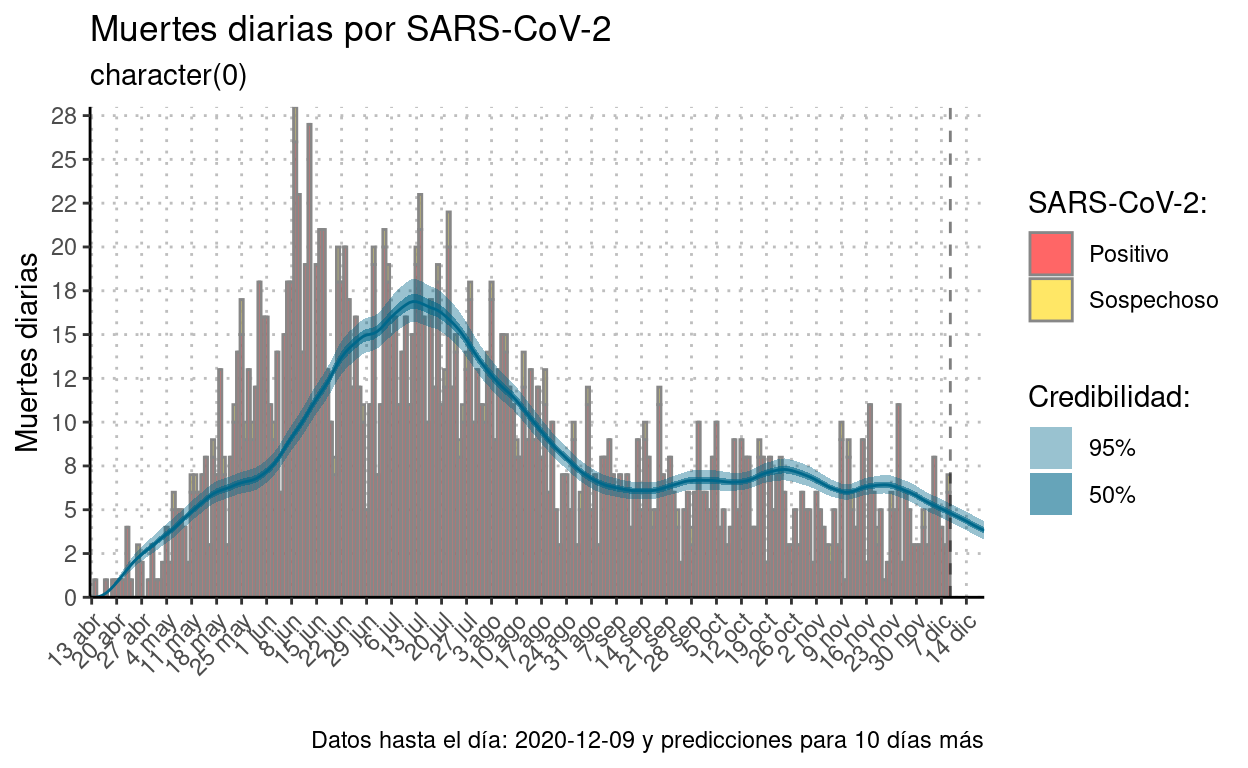 Muertes diarias por SARS-CoV-2
character(0)
Muertes diarias
28
25
22
20
18
15
12
10
8
5
2
0
13 abr
20 abr
27 abr
4 may
11 may
18 may
25 may
1 jun
8 jun
15 jun
22 jun
29 jun
6 jul
13 jul
20 jul
27 jul
3 ago
10 ago
17 ago
24 ago
31 ago
7 sep
14 sep
21 sep
28 sep
5 oct
12 oct
19 oct
26 oct
2 nov
9 nov
16 nov
23 nov
30 nov
7 dic
14 dic
SARS-CoV-2:
Positivo
Sospechoso
Credibilidad:
95%
50%
Datos hasta el día: 2020-12-09 y predicciones para 10 días más